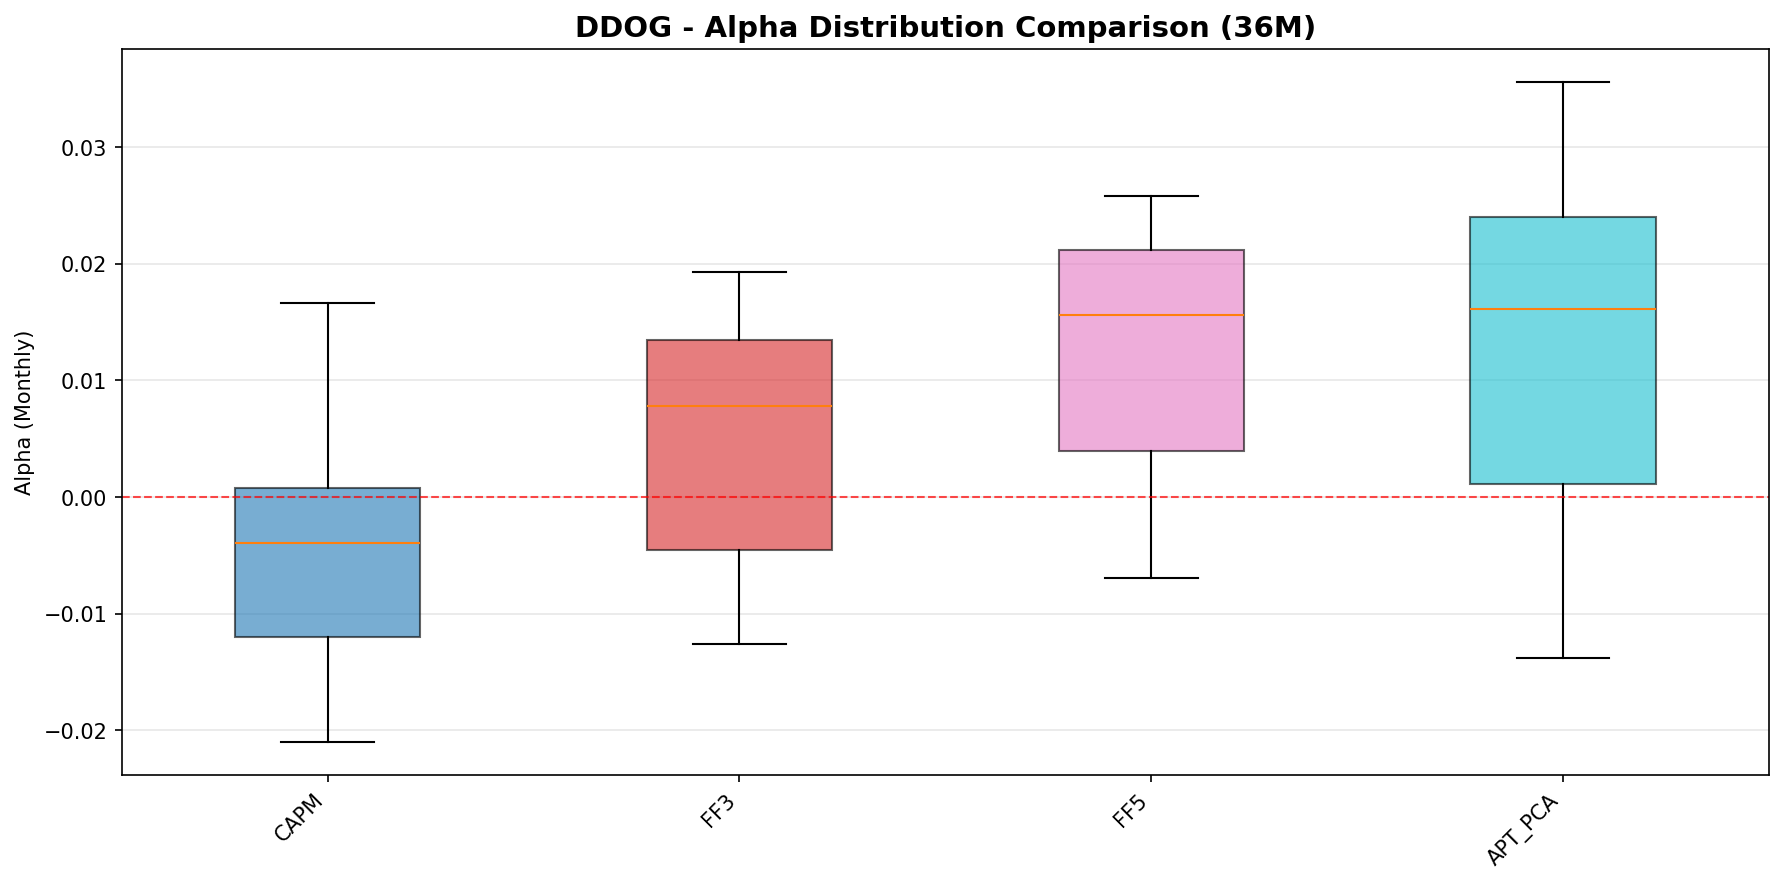 DDOG - Alpha Distribution Comparison (36M)
Alpha (Monthly)
0.03
0.02
0.01
0.00
−0.01
−0.02
CAPM
FF3
FF5
APT_PCA